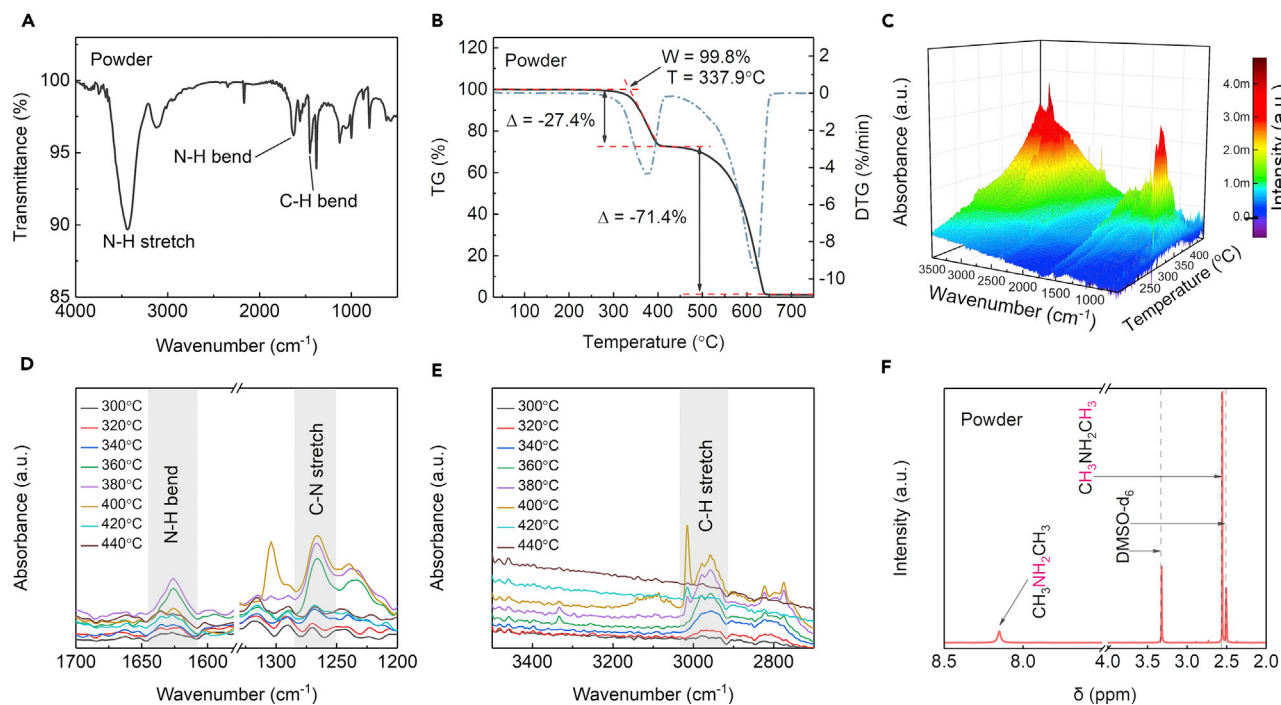 A
Powder
100
95
90
85
Transmittance (%)
N-H bend
C-H bend
N-H stretch
4000
3000
2000
1000
Wavenumber (cm⁻¹)
B
Powder
W = 99.8%
T = 337.9°C
Δ = -27.4%
Δ = -71.4%
120
100
80
60
40
20
0
TG (%)
2
0
-2
-4
-6
-8
-10
DTG (%/min)
100
300
500
700
Temperature (°C)
C
Absorbance (a.u.)
4.0m
3.0m
2.0m
1.0m
0.0
Intensity (a.u.)
3500
3000
2500
2000
1500
1000
Wavenumber (cm⁻¹)
250
300
350
400
Temperature (°C)
D
300°C
320°C
340°C
360°C
380°C
400°C
420°C
440°C
N-H bend
C-N stretch
Absorbance (a.u.)
1700
1650
1600
1300
1250
1200
Wavenumber (cm⁻¹)
E
300°C
320°C
340°C
360°C
380°C
400°C
420°C
440°C
C-H stretch
Absorbance (a.u.)
3400
3200
3000
2800
Wavenumber (cm⁻¹)
F
Powder
CH₃NH₂CH₃
DMSO-d₆
CH₃NH₂CH₃
Intensity (a.u.)
8.5
8.0
4.0
3.5
3.0
2.5
2.0
δ (ppm)